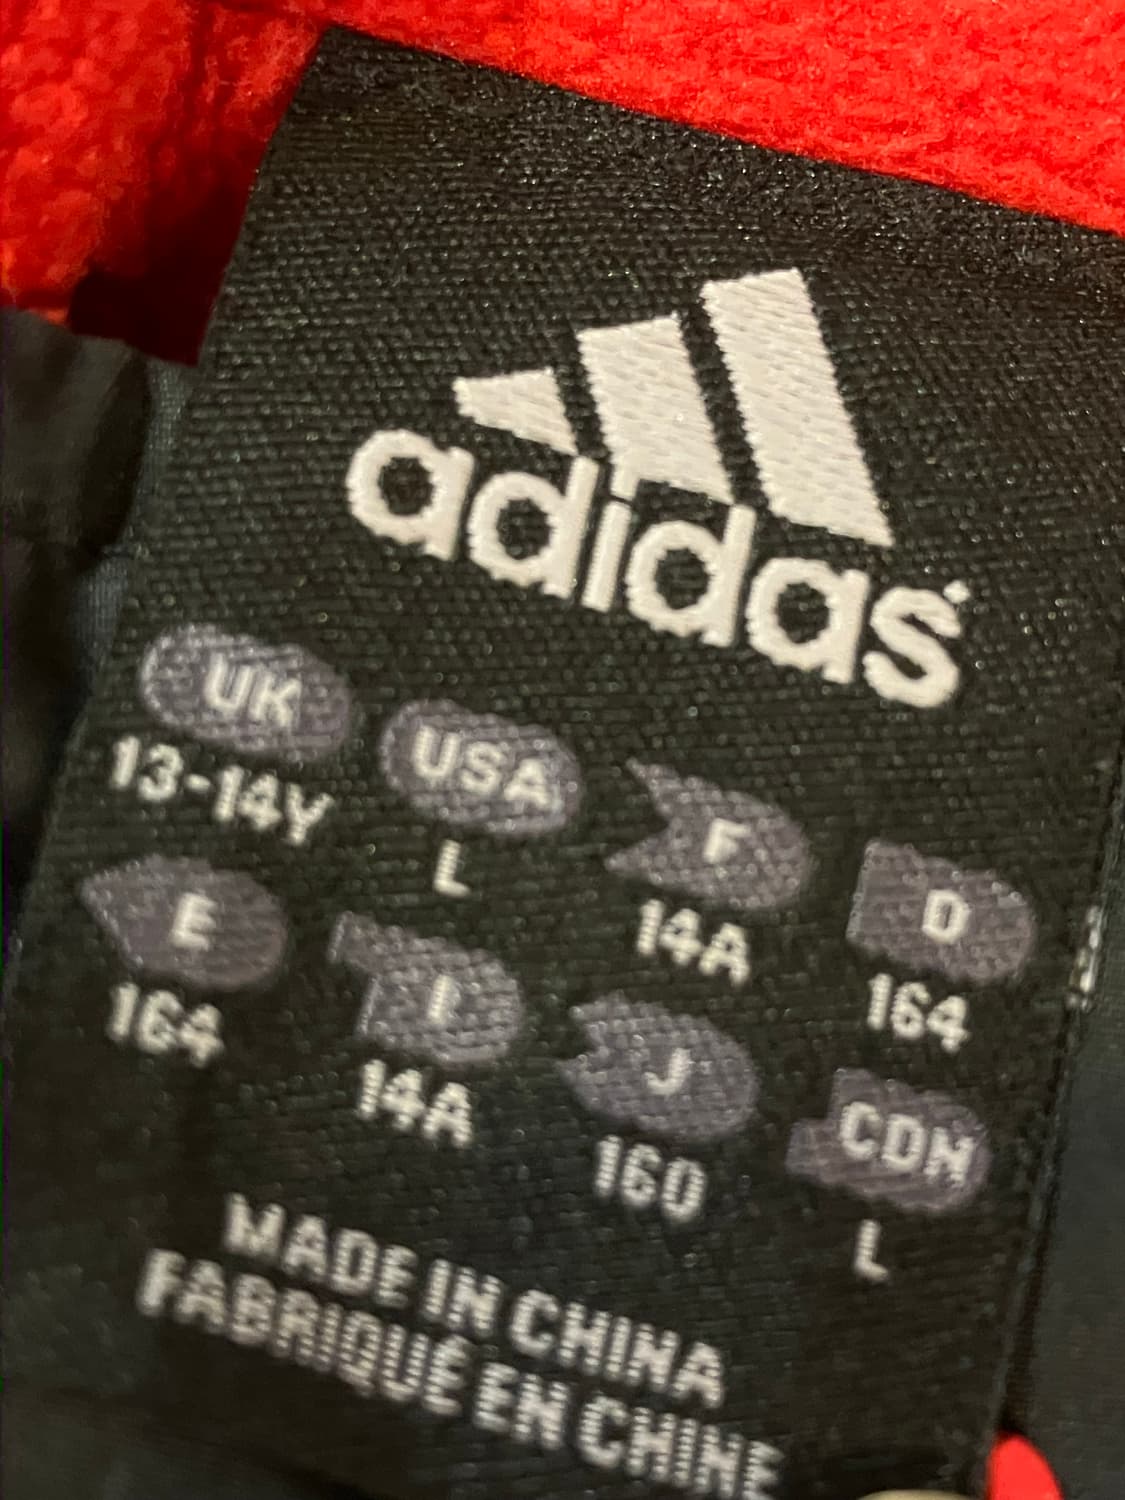 adidas
UK USA F D
13-14Y L 14A 164
E I J CDN
164 14A 160 L
MADE IN CHINA
FABRIQUÉ EN CHINE